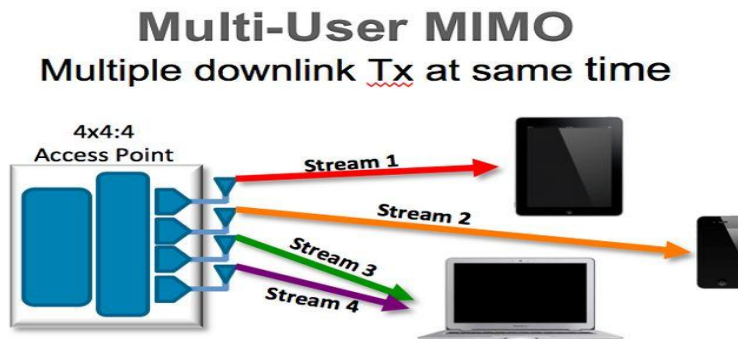 Multi-User MIMO
Multiple downlink Tx at same time
4x4:4
Access Point
Stream 1
Stream 2
Stream 3
Stream 4